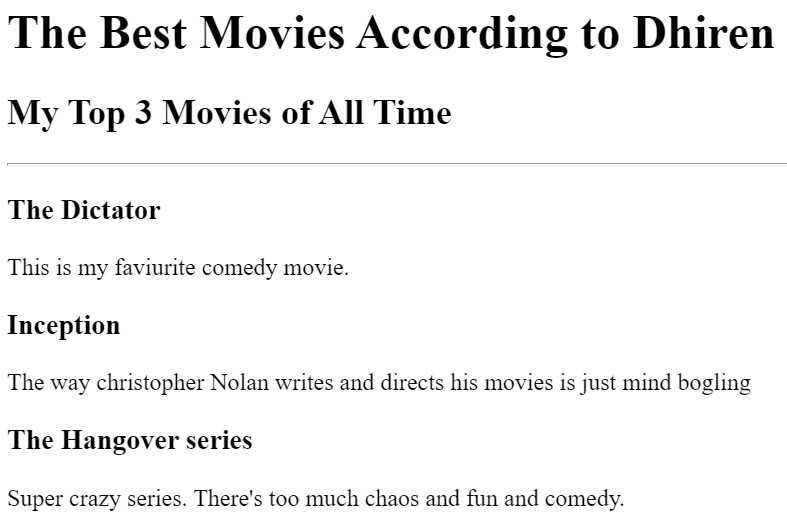 The Best Movies According to Dhiren
My Top 3 Movies of All Time
The Dictator
This is my faviurite comedy movie.
Inception
The way christopher Nolan writes and directs his movies is just mind bogling
The Hangover series
Super crazy series. There's too much chaos and fun and comedy.